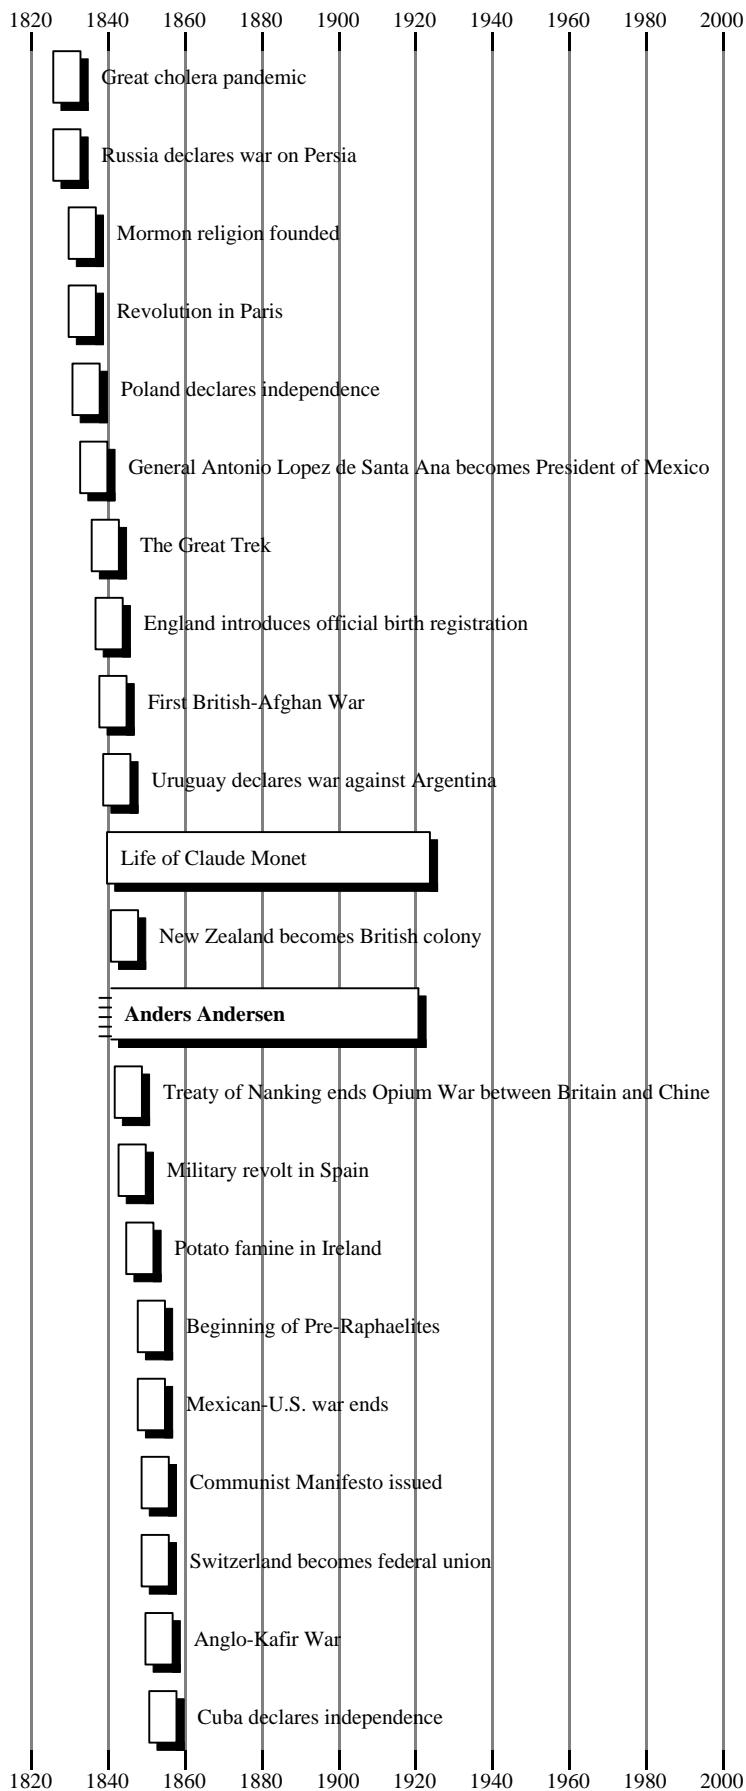 1820 1840 1860 1880 1900 1920 1940 1960 1980 2000
Great cholera pandemic
Russia declares war on Persia
Mormon religion founded
Revolution in Paris
Poland declares independence
General Antonio Lopez de Santa Ana becomes President of Mexico
The Great Trek
England introduces official birth registration
First British-Afghan War
Uruguay declares war against Argentina
Life of Claude Monet
New Zealand becomes British colony
Anders Andersen
Treaty of Nanking ends Opium War between Britain and Chine
Military revolt in Spain
Potato famine in Ireland
Beginning of Pre-Raphaelites
Mexican-U.S. war ends
Communist Manifesto issued
Switzerland becomes federal union
Anglo-Kafir War
Cuba declares independence
1820 1840 1860 1880 1900 1920 1940 1960 1980 2000